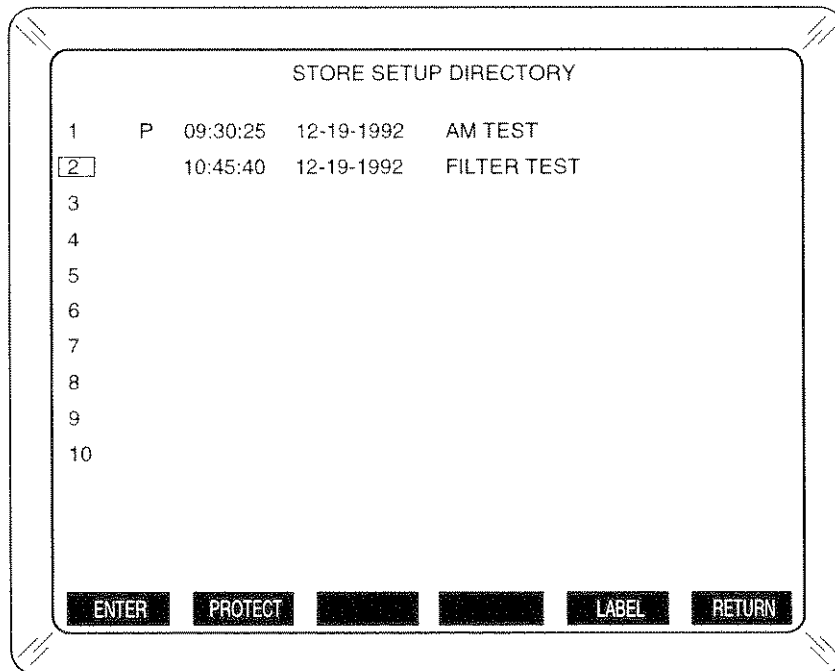 STORE SETUP DIRECTORY
1 P 09:30:25 12-19-1992 AM TEST
2 10:45:40 12-19-1992 FILTER TEST
3
4
5
6
7
8
9
10
ENTER PROTECT LABEL RETURN